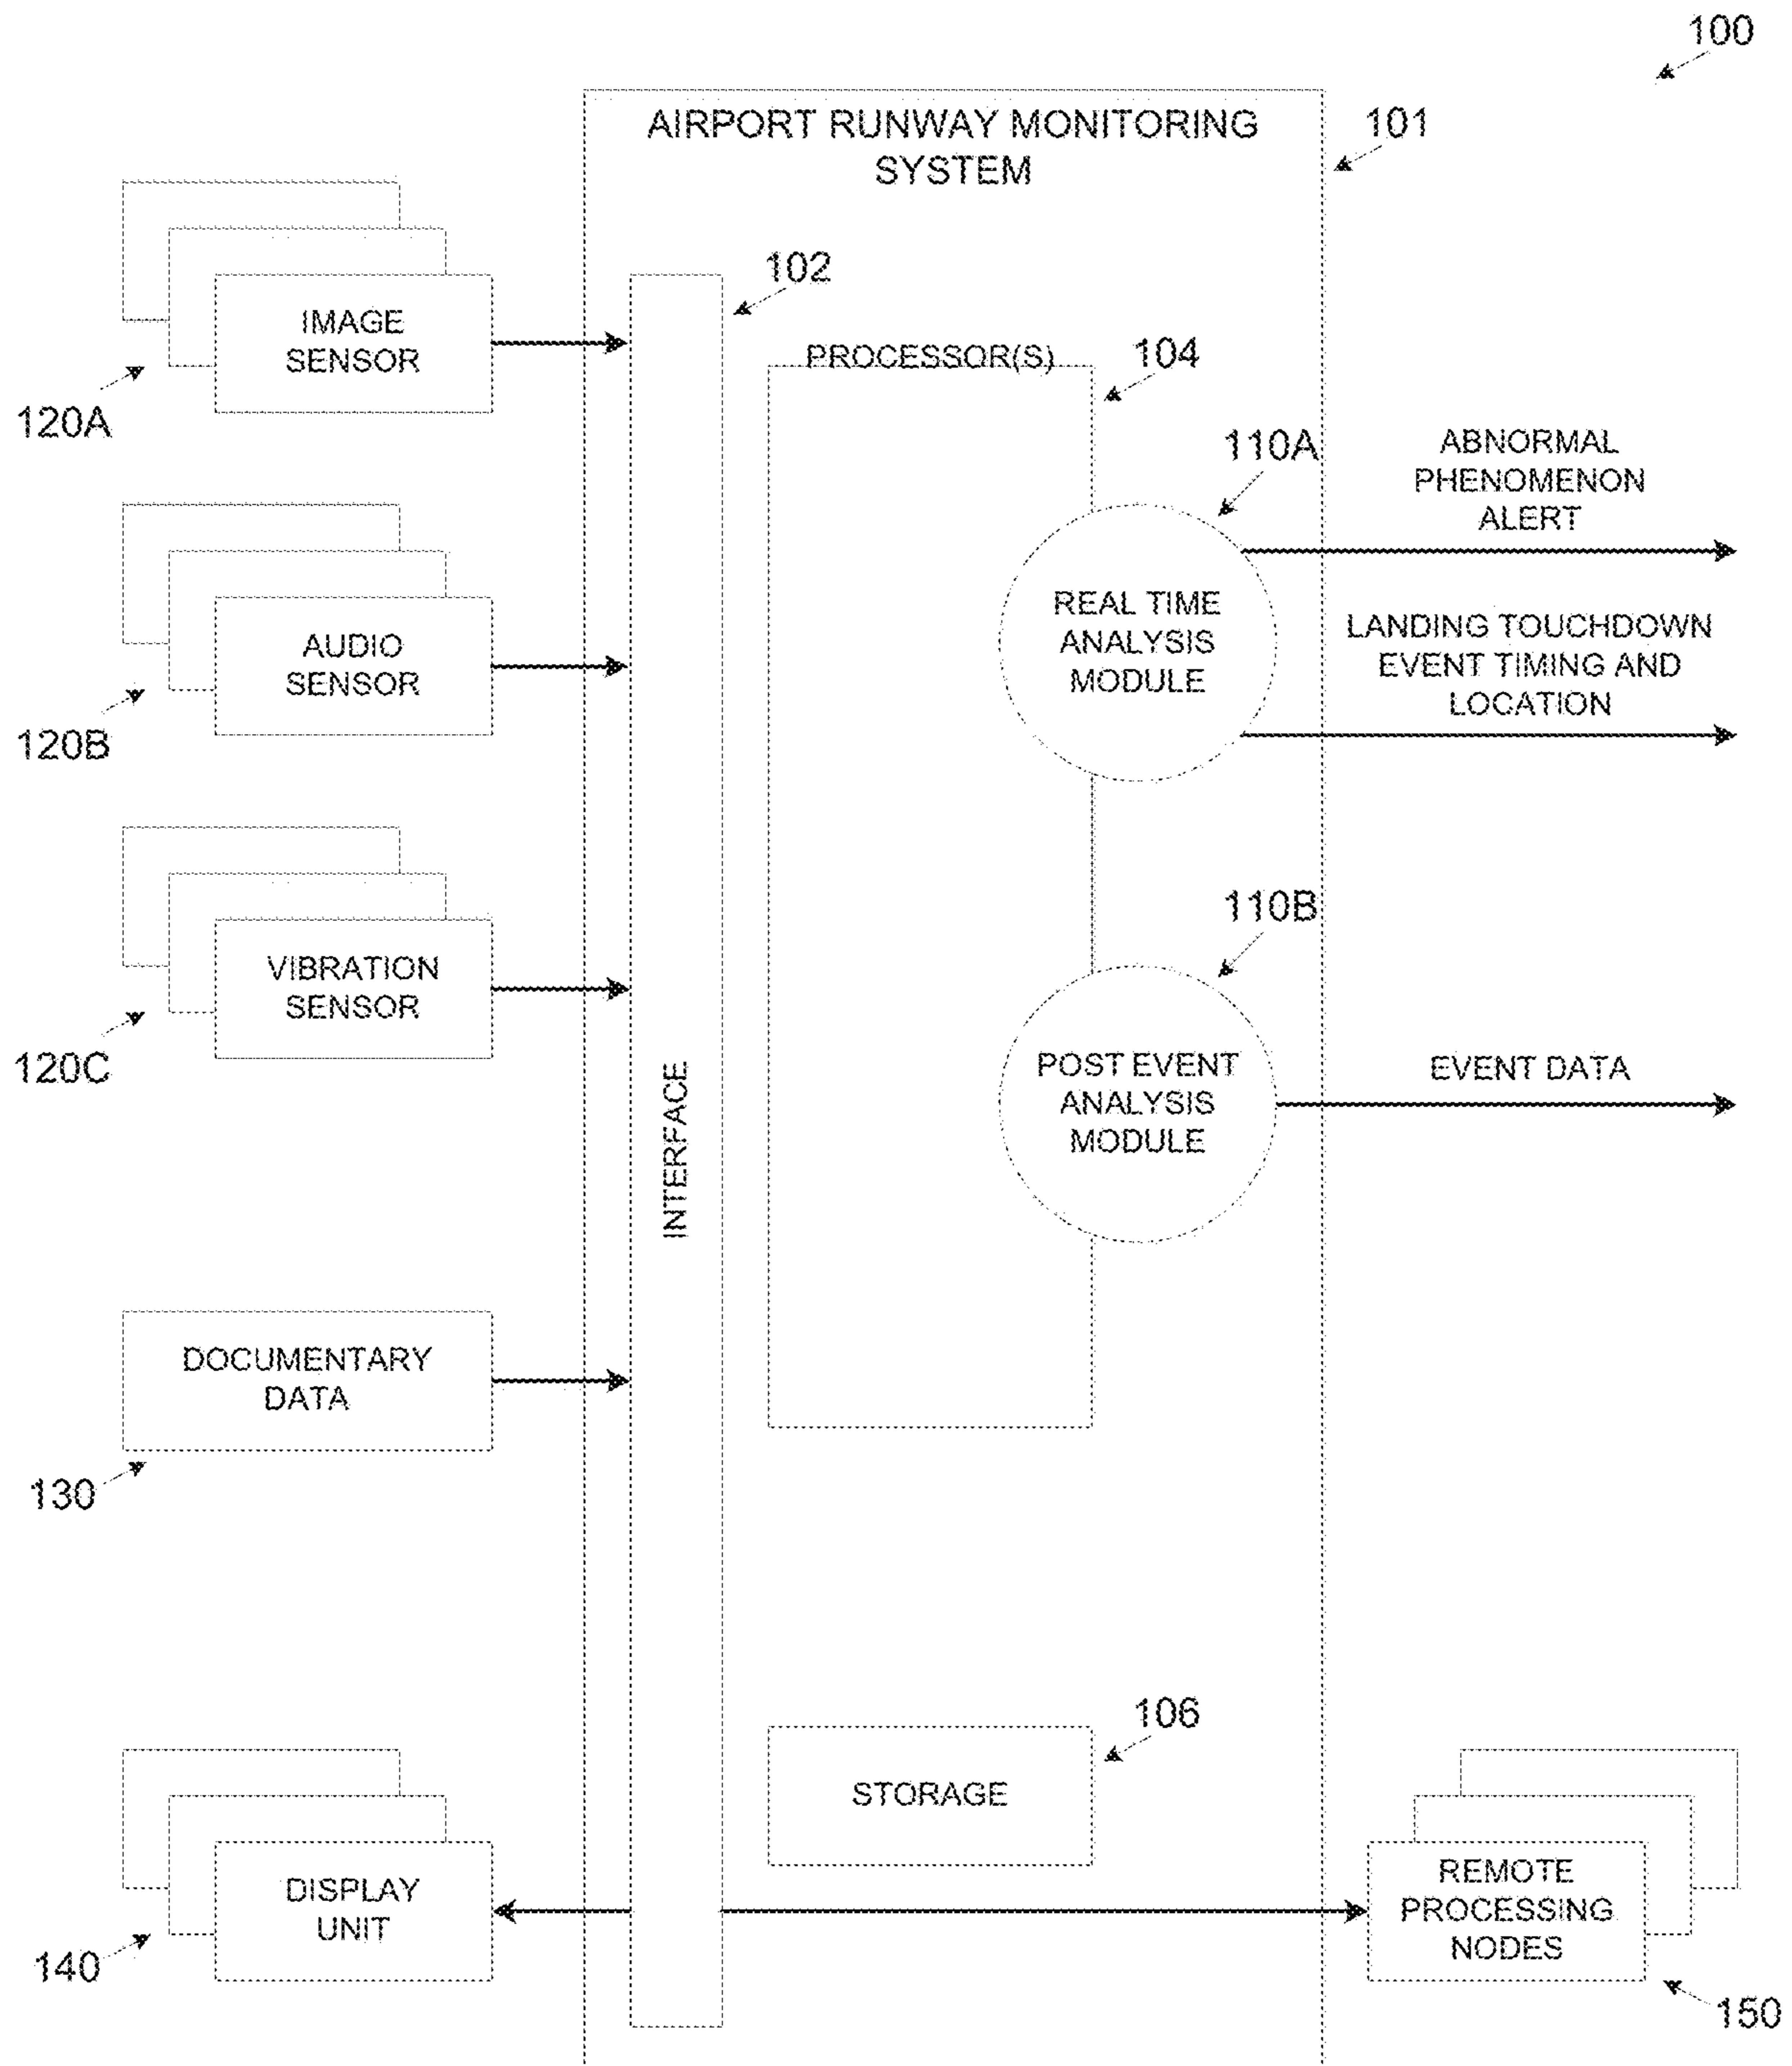 100
AIRPORT RUNWAY MONITORING
SYSTEM
101
102
IMAGE
SENSOR
120A
PROCESSOR(S)
104
110A
ABNORMAL
PHENOMENON
ALERT
AUDIO
SENSOR
120B
REAL TIME
ANALYSIS
MODULE
LANDING TOUCHDOWN
EVENT TIMING AND
LOCATION
VIBRATION
SENSOR
120C
110B
POST EVENT
ANALYSIS
MODULE
EVENT DATA
INTERFACE
DOCUMENTARY
DATA
130
106
STORAGE
DISPLAY
UNIT
140
REMOTE
PROCESSING
NODES
150